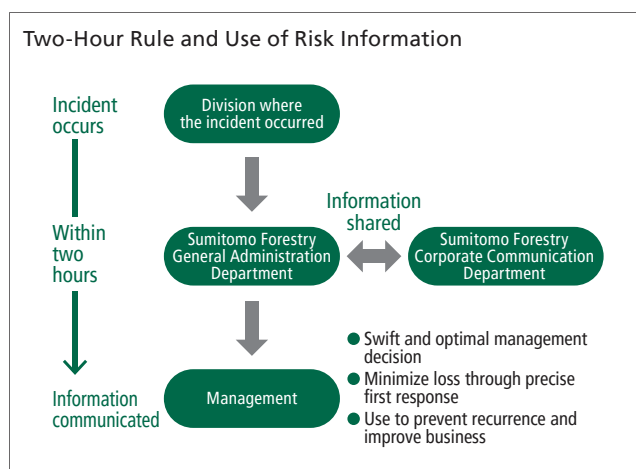 Two-Hour Rule and Use of Risk Information
Incident
occurs
Division where
the incident occurred
Information
shared
Within
two
hours
Sumitomo Forestry
General Administration
Department
Sumitomo Forestry
Corporate Communication
Department
Information
communicated
Management
● Swift and optimal management
decision
● Minimize loss through precise
first response
● Use to prevent recurrence and
improve business